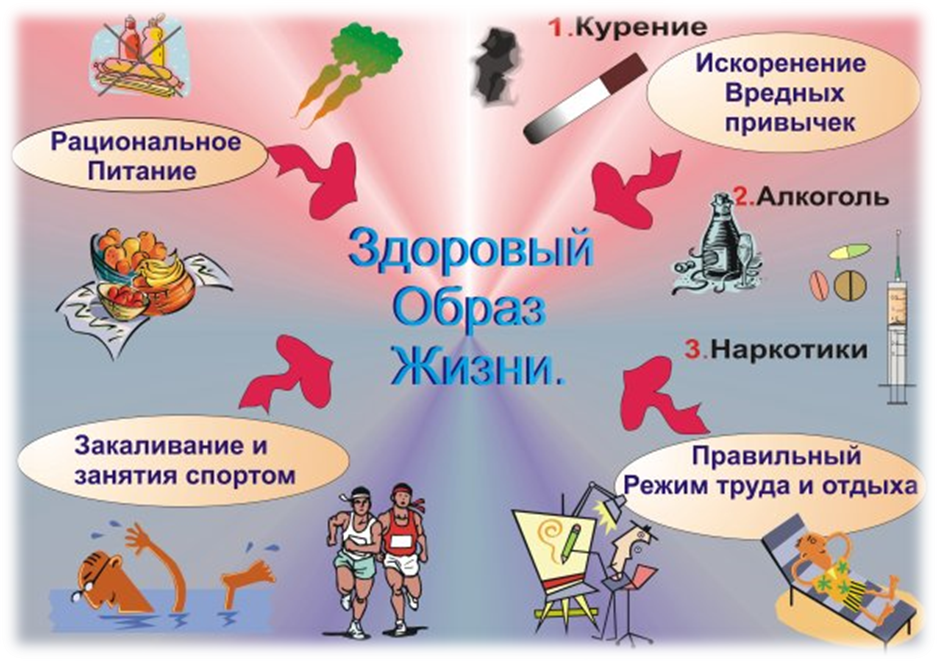 1.Курение
Искоренение
Вредных
привычек
Рациональное
Питание
2.Алкоголь
Здоровый
Образ
Жизни.
3.Наркотики
Закаливание и
занятия спортом
Правильный
Режим труда и отдыха